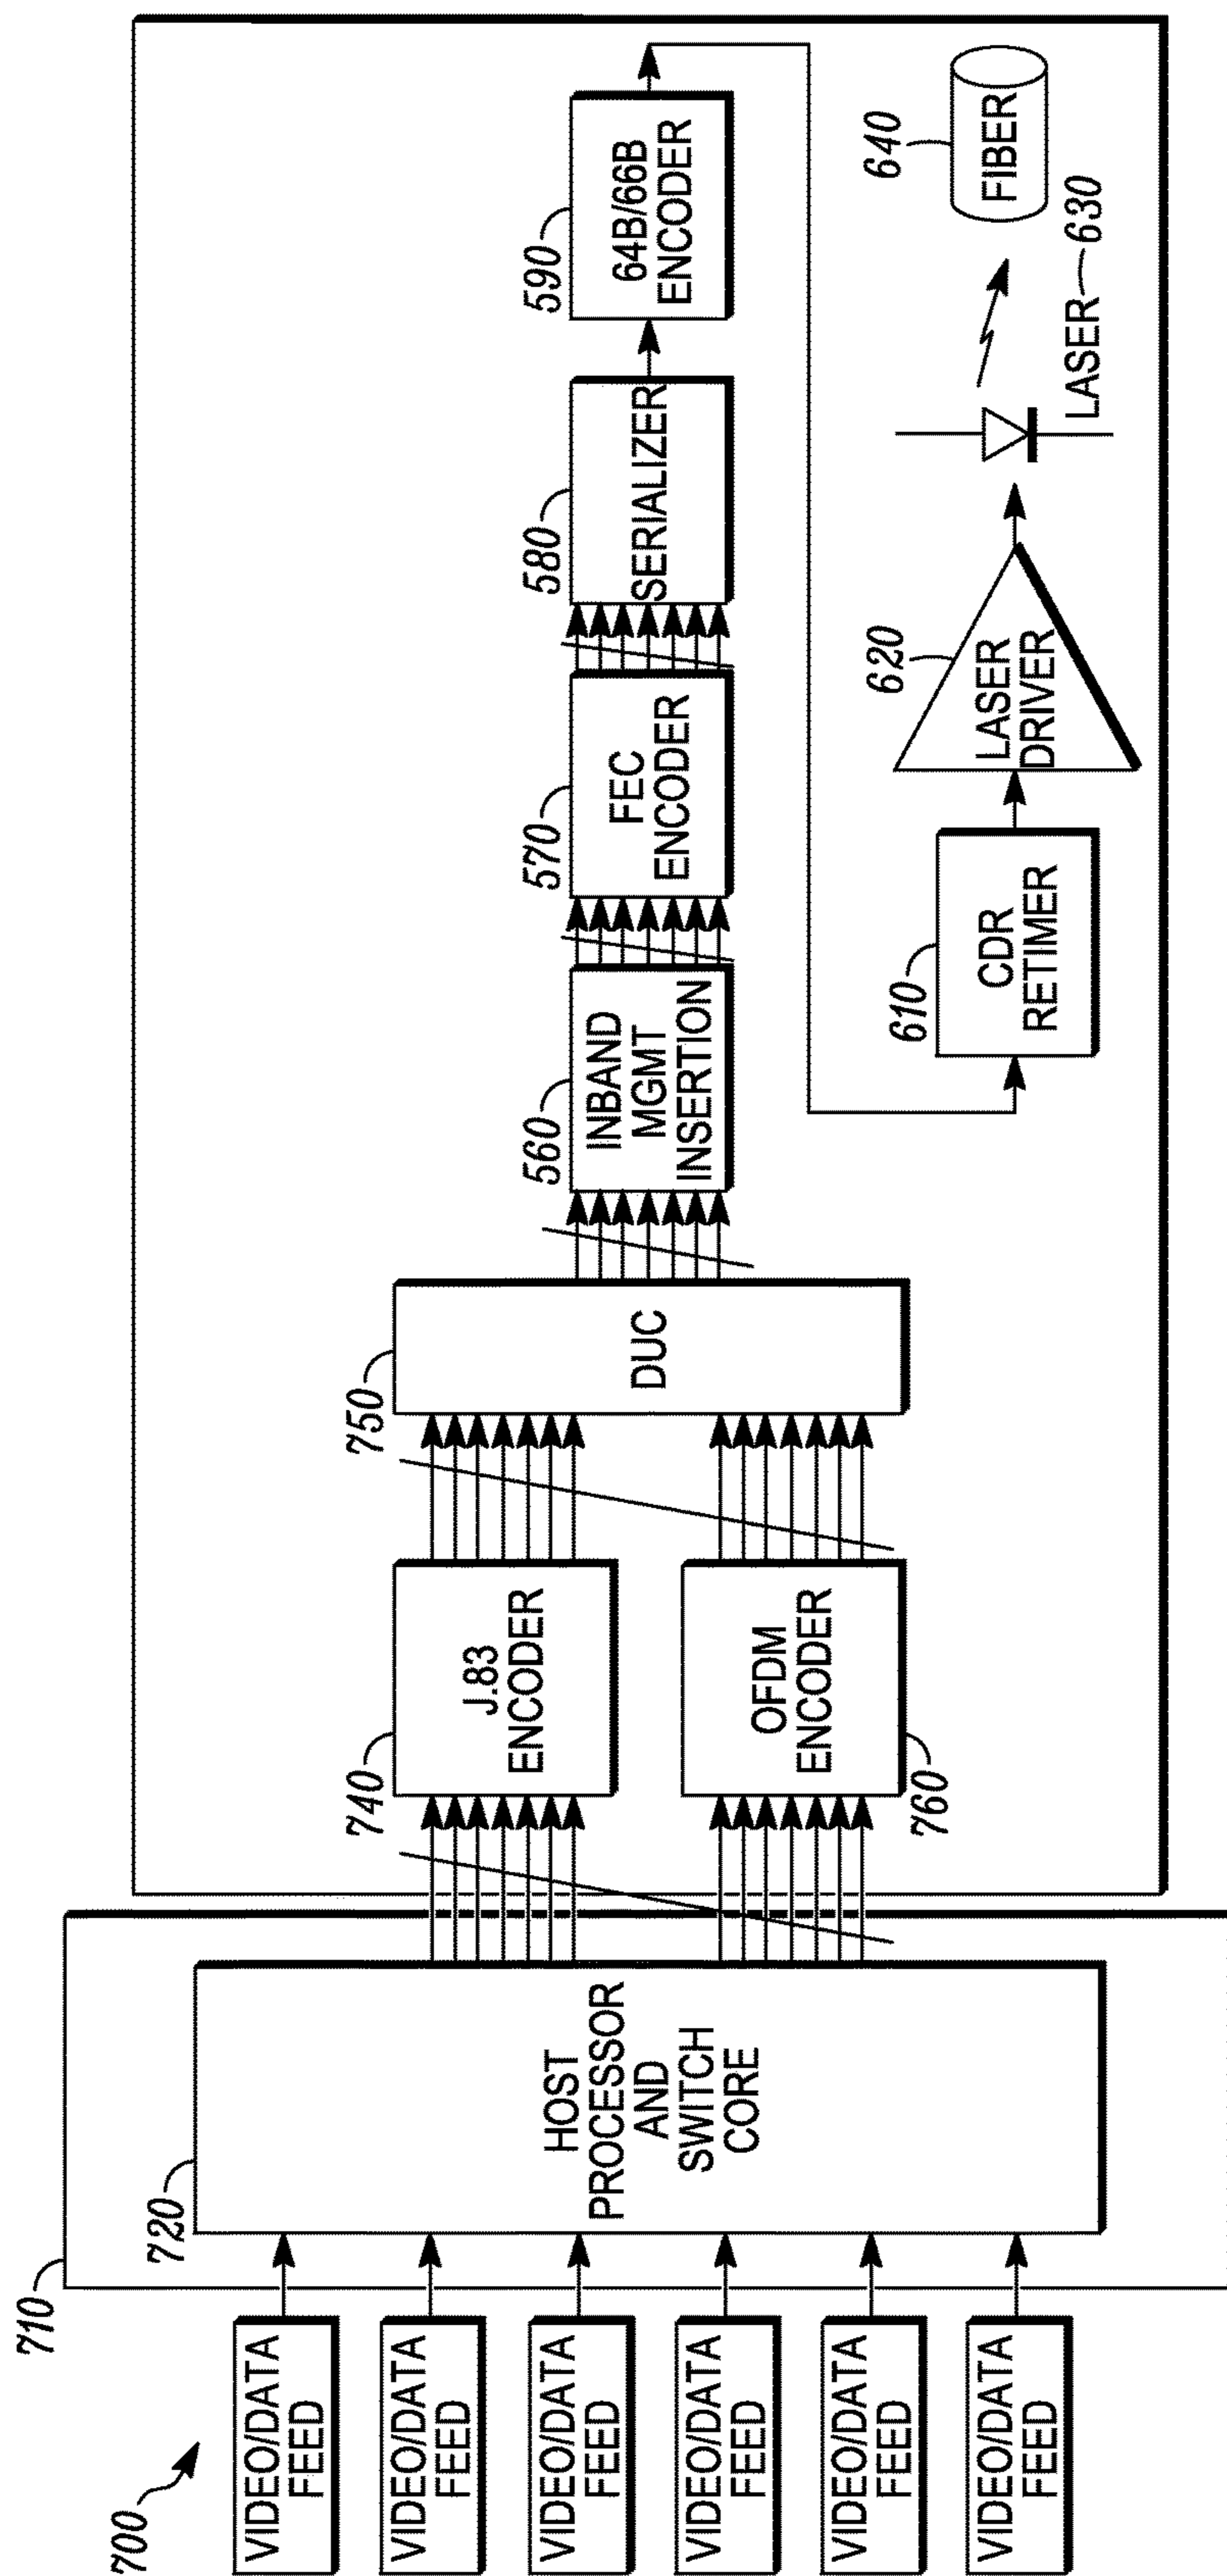 700
VIDEO/DATA
FEED
VIDEO/DATA
FEED
VIDEO/DATA
FEED
VIDEO/DATA
FEED
VIDEO/DATA
FEED
VIDEO/DATA
FEED
710
720
HOST
PROCESSOR
AND
SWITCH
CORE
740
J.83
ENCODER
OFDM
ENCODER
760
750
DUC
560
INBAND
MGMT
INSERTION
570
FEC
ENCODER
580
SERIALIZER
590
64B/66B
ENCODER
610
CDR
RETIMER
620
LASER
DRIVER
LASER
630
640
FIBER